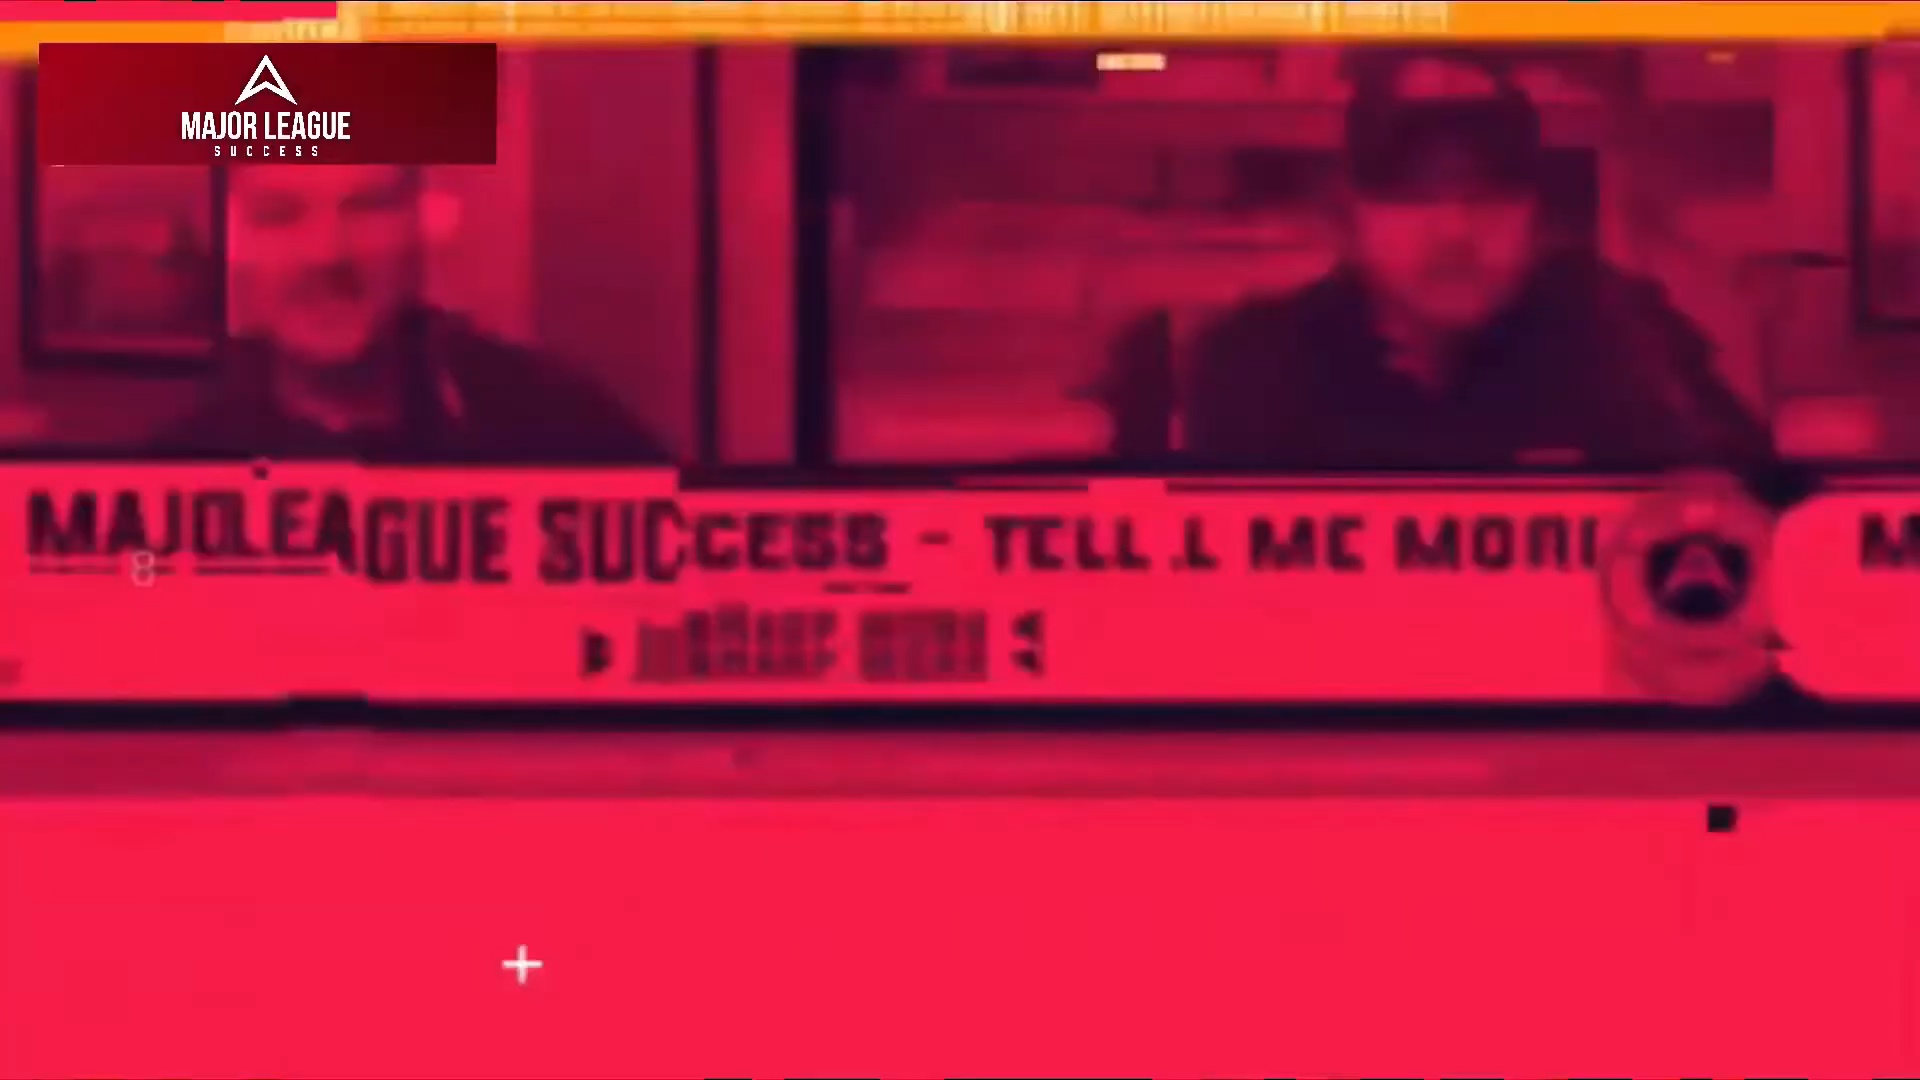 MAJOR LEAGUE
SUCCESS
MAJOLEAGUE SUCCESS - TELL .L ME MORE